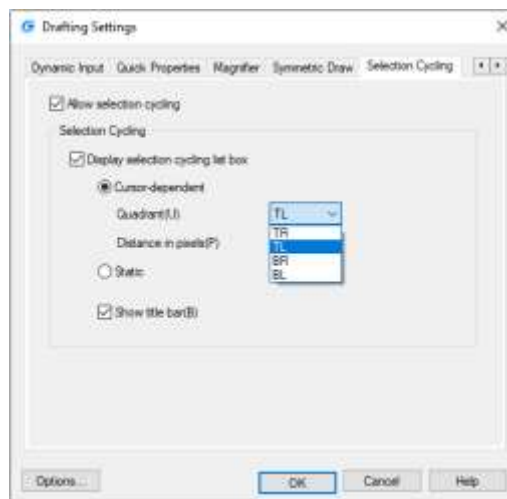 Drafting Settings
Dynamic Input Quick Properties Magnifier Symmetric Draw Selection Cycling
Allow selection cycling
Selection Cycling
Display selection cycling list box
Cursor-dependent
Quadrant(U) TL
TR
Distance in pixels(P) TL
BR
Static BL
Show title bar(B)
Options... OK Cancel Help